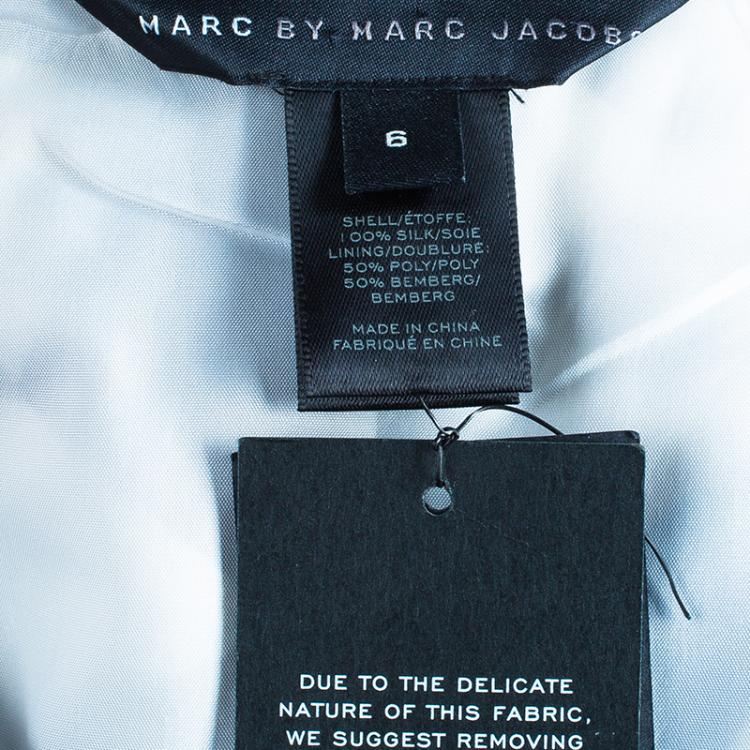 MARC BY MARC JACOBS
6
SHELL/ÉTOFFE:
100% SILK/SOIE
LINING/DOUBLURE:
50% POLY/POLY
50% BEMBERG/
BEMBERG
MADE IN CHINA
FABRIQUÉ EN CHINE
DUE TO THE DELICATE
NATURE OF THIS FABRIC,
WE SUGGEST REMOVING